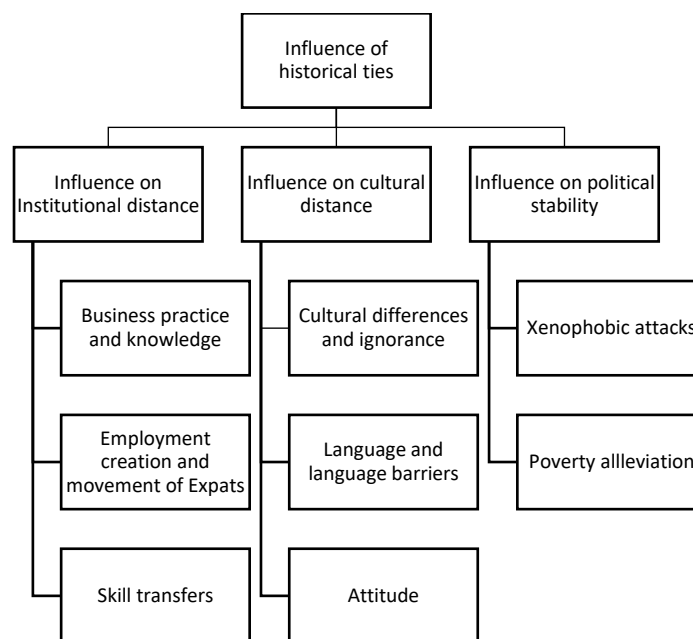 Influence of
historical ties
Influence on
Institutional distance
Influence on cultural
distance
Influence on political
stability
Business practice
and knowledge
Cultural differences
and ignorance
Xenophobic attacks
Employment
creation and
movement of Expats
Language and
language barriers
Poverty allleviation
Skill transfers
Attitude